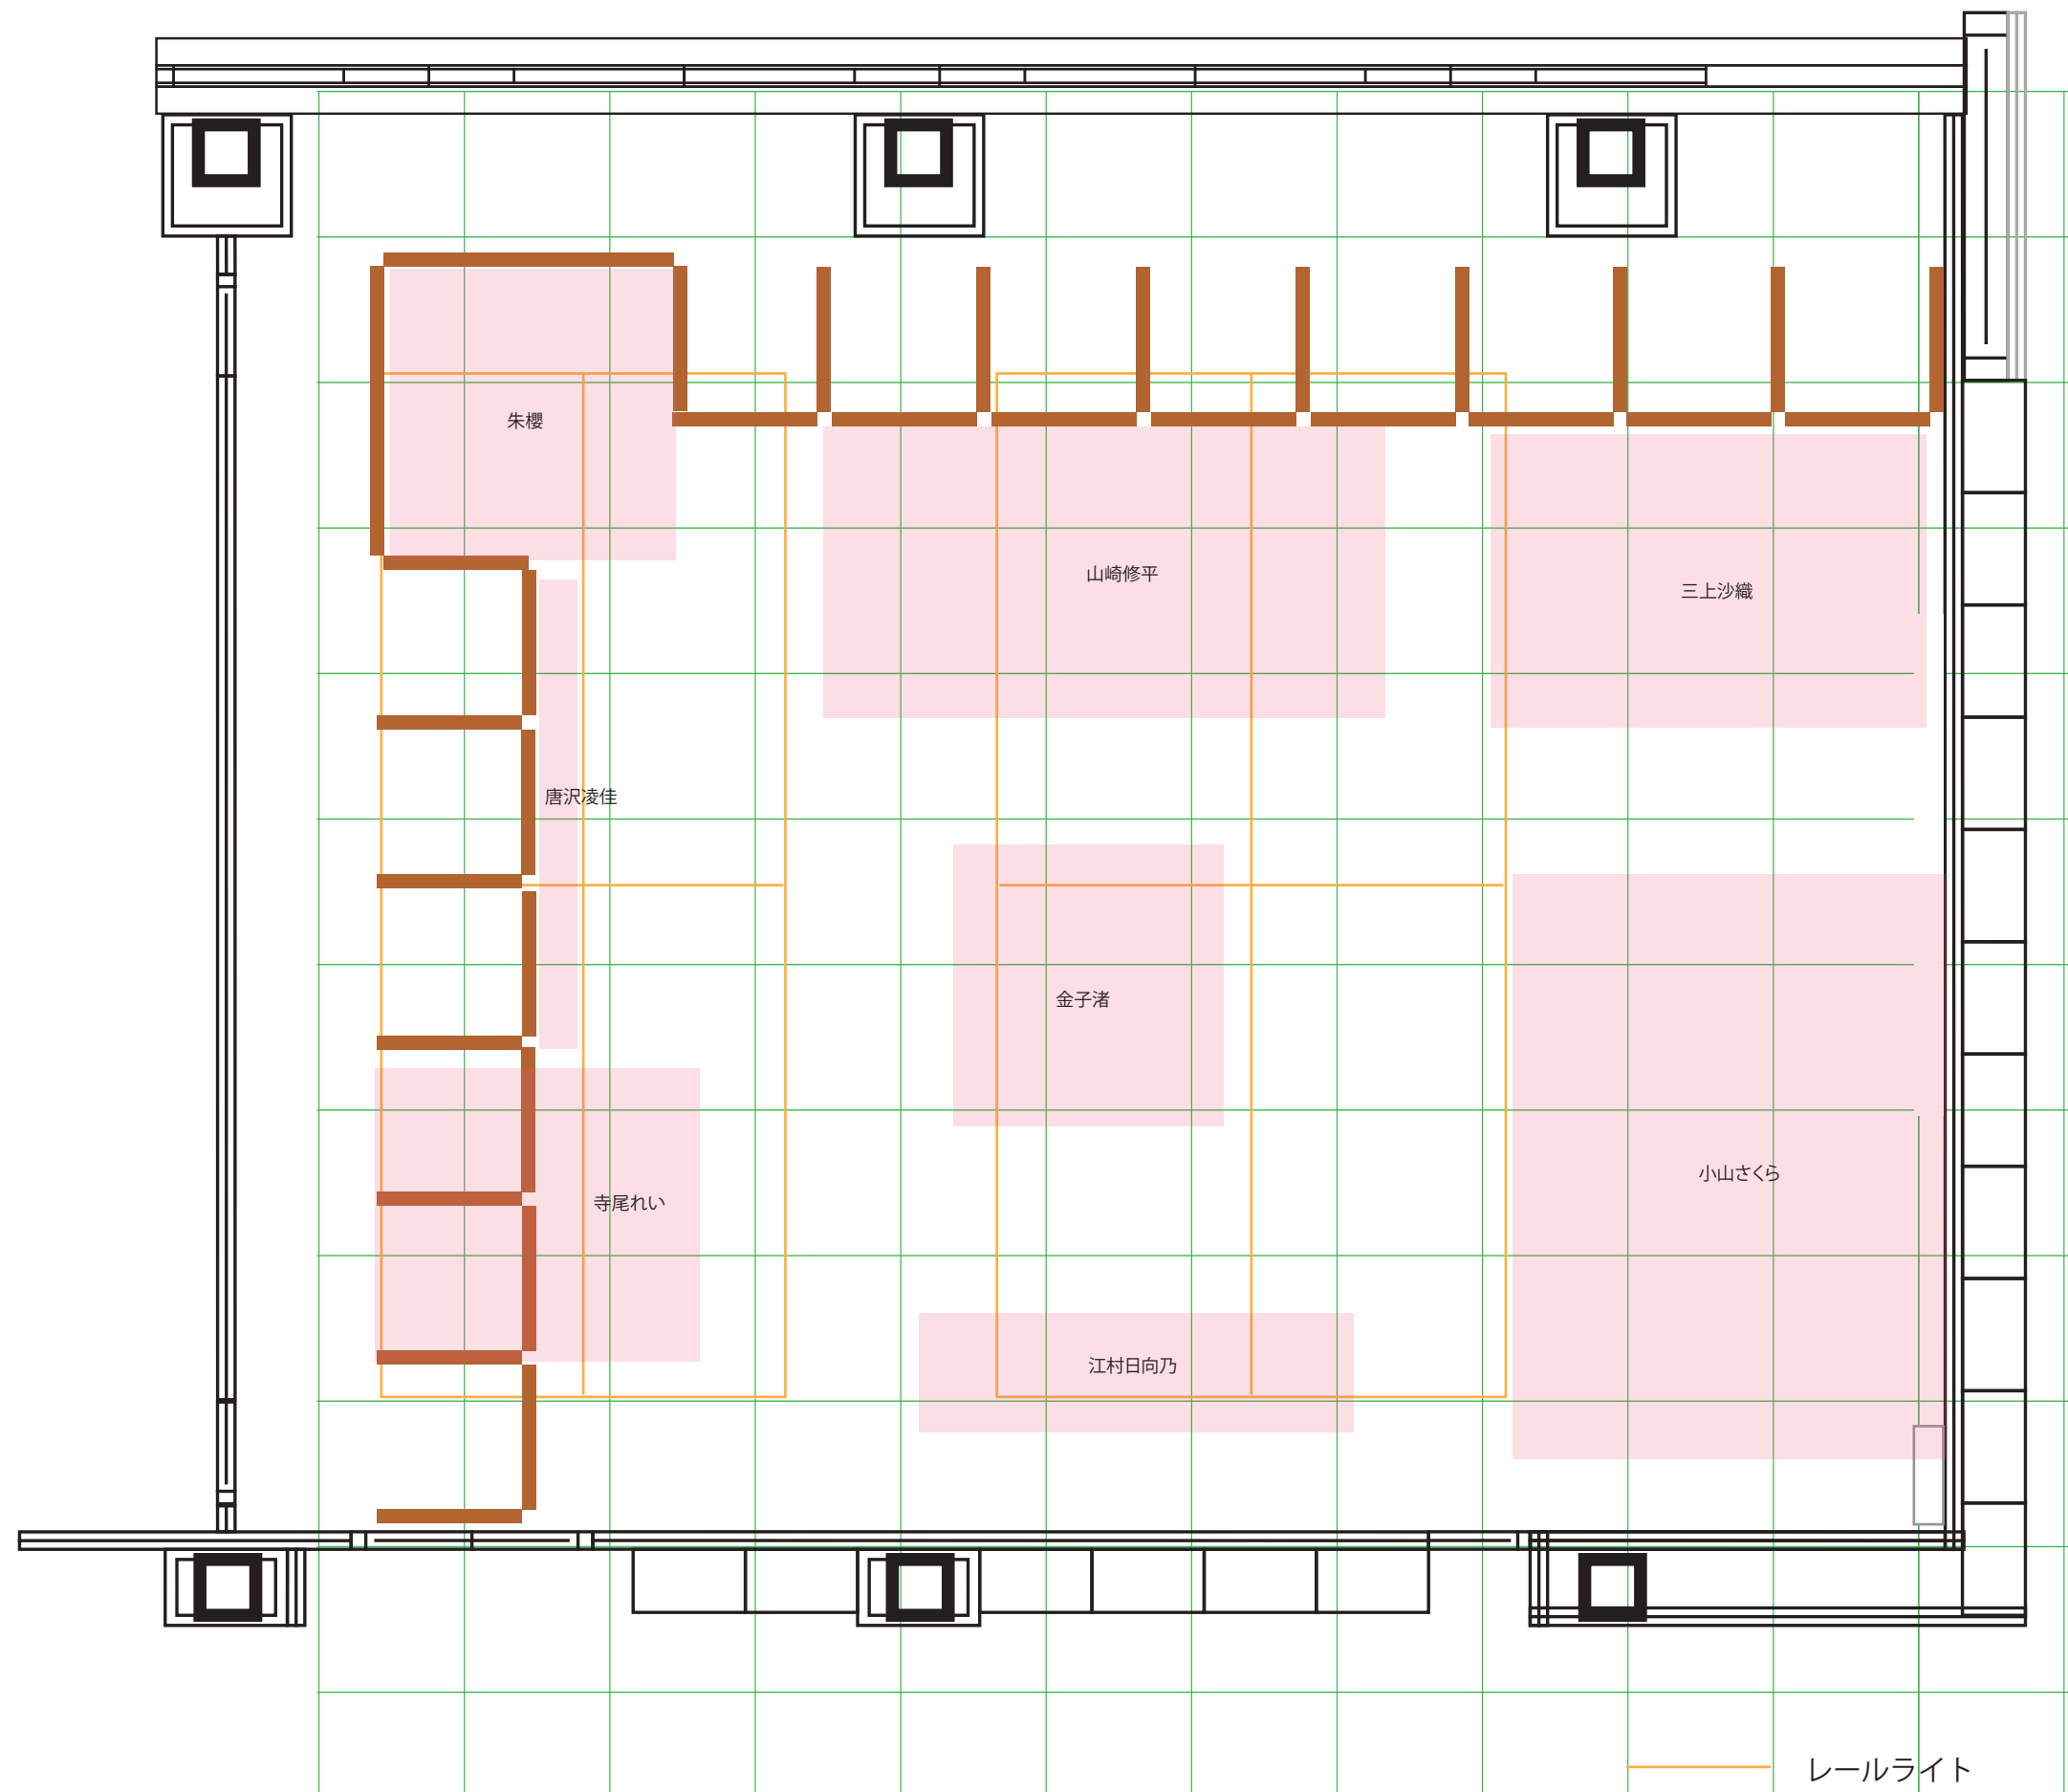 朱櫻
山崎修平
三上沙織
唐沢凌佳
金子渚
小山さくら
寺尾れい
江村日向乃
レールライト